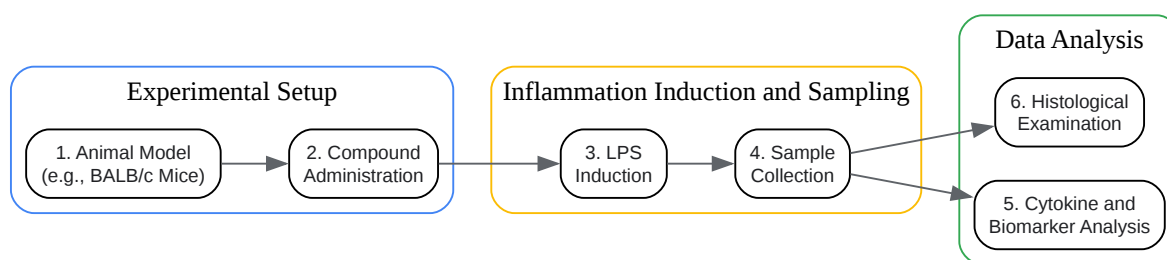 Experimental Setup
1. Animal Model
(e.g., BALB/c Mice)
2. Compound
Administration
Inflammation Induction and Sampling
3. LPS
Induction
4. Sample
Collection
Data Analysis
6. Histological
Examination
5. Cytokine and
Biomarker Analysis